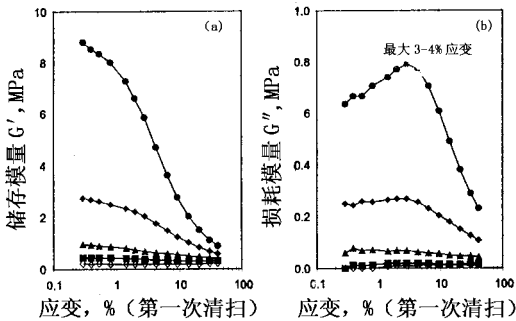 (a)
储存模量 G′, MPa
10
8
6
4
2
0
0.1 1 10 100
应变, % (第一次清扫)
(b)
最大 3-4% 应变
损耗模量 G″, MPa
1.0
0.8
0.6
0.4
0.2
0.0
0.1 1 10 100
应变, % (第一次清扫)